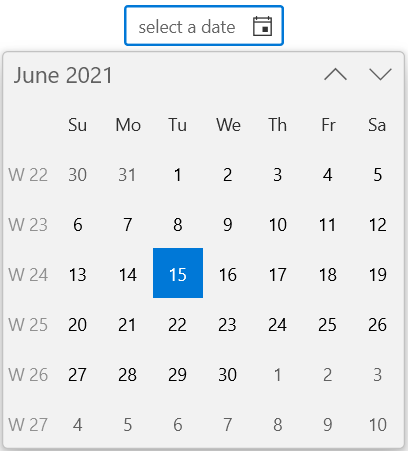 select a date
June 2021
Su Mo Tu We Th Fr Sa
W 22 30 31 1 2 3 4 5
W 23 6 7 8 9 10 11 12
W 24 13 14 15 16 17 18 19
W 25 20 21 22 23 24 25 26
W 26 27 28 29 30 1 2 3
W 27 4 5 6 7 8 9 10